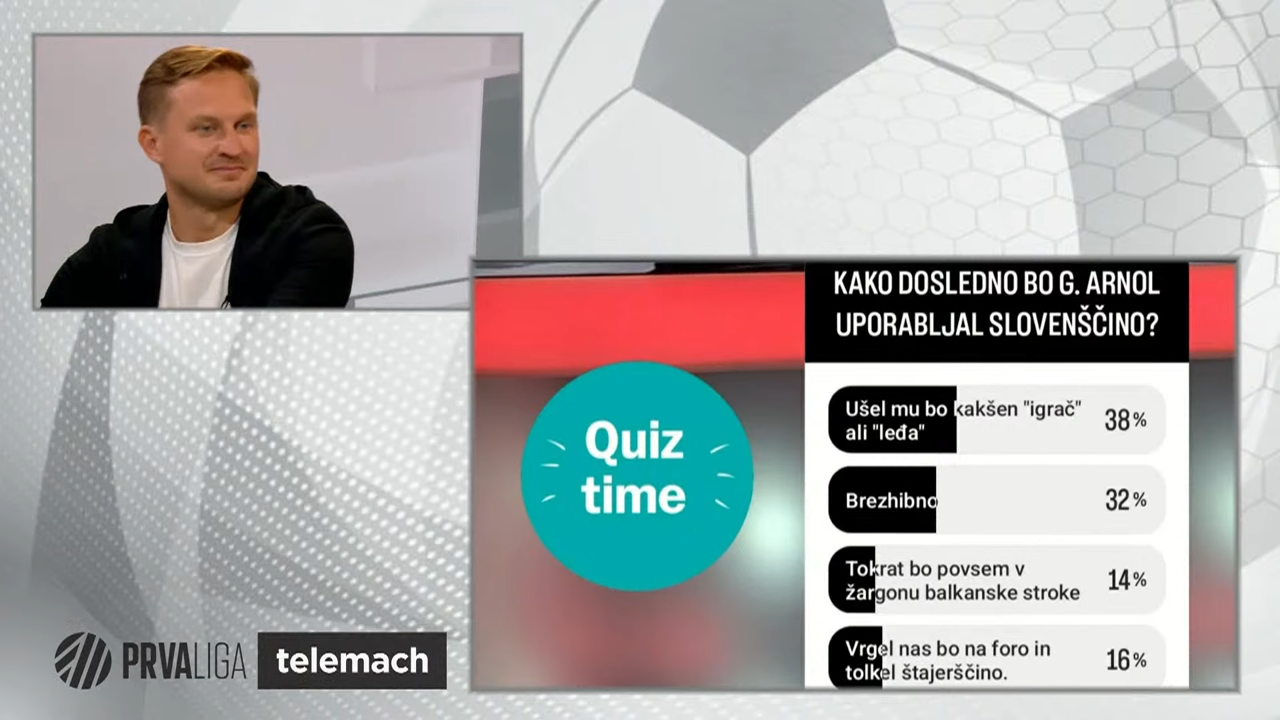 KAKO DOSLEDNO BO G. ARNOL
UPORABLJAL SLOVENŠČINO?
Quiz
time
Ušel mu bo kakšen "igrač"
ali "leđa"
38%
Brezhibno
32%
Tokrat bo povsem v
žargonu balkanske stroke
14%
Vrgel nas bo na foro in
tolkel štajerščino.
16%
PRVALIGA
telemach